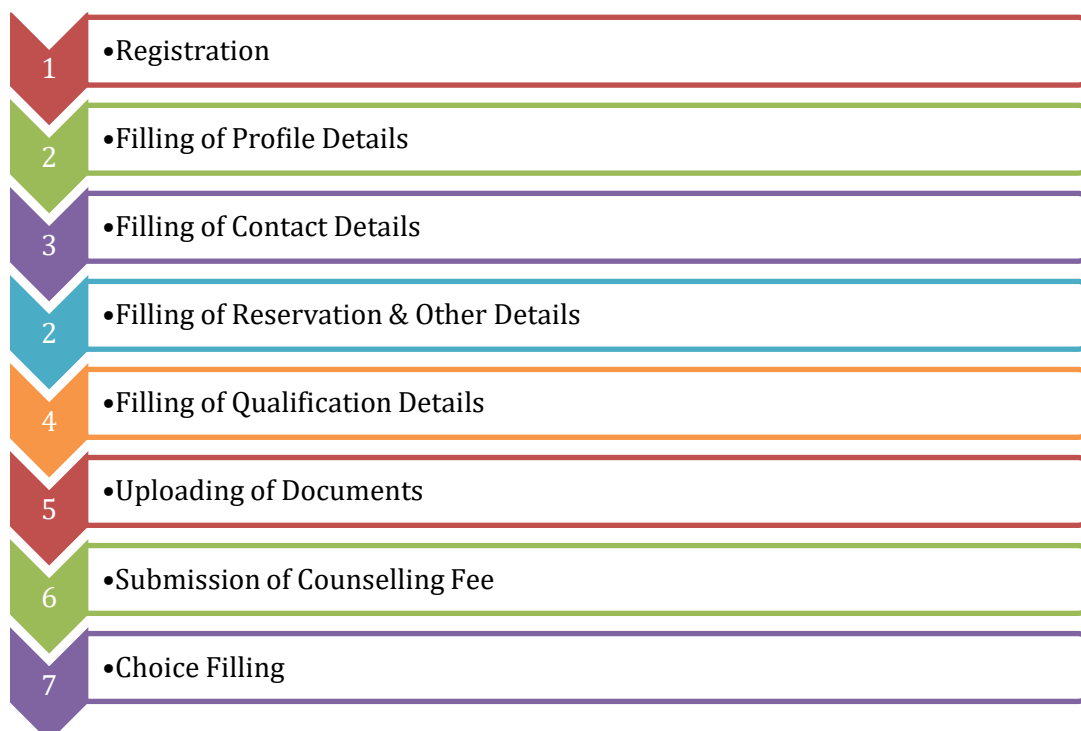 1
•Registration
2
•Filling of Profile Details
3
•Filling of Contact Details
2
•Filling of Reservation & Other Details
4
•Filling of Qualification Details
5
•Uploading of Documents
6
•Submission of Counselling Fee
7
•Choice Filling